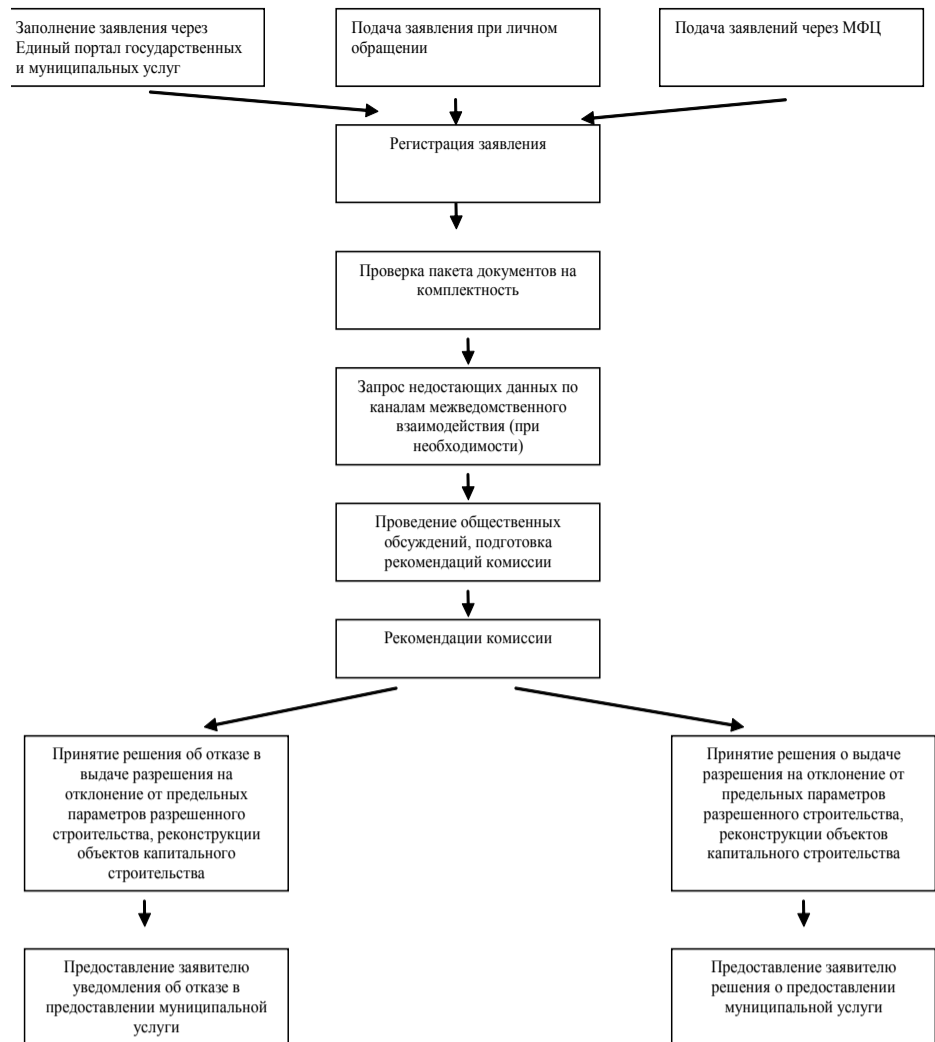 Заполнение заявления через
Единый портал государственных
и муниципальных услуг
Подача заявления при личном
обращении
Подача заявлений через МФЦ
Регистрация заявления
Проверка пакета документов на
комплектность
Запрос недостающих данных по
каналам межведомственного
взаимодействия (при
необходимости)
Проведение общественных
обсуждений, подготовка
рекомендаций комиссии
Рекомендации комиссии
Принятие решения об отказе в
выдаче разрешения на
отклонение от предельных
параметров разрешенного
строительства, реконструкции
объектов капитального
строительства
Принятие решения о выдаче
разрешения на отклонение от
предельных параметров
разрешенного строительства,
реконструкции объектов
капитального строительства
Предоставление заявителю
уведомления об отказе в
предоставлении муниципальной
услуги
Предоставление заявителю
решения о предоставлении
муниципальной услуги